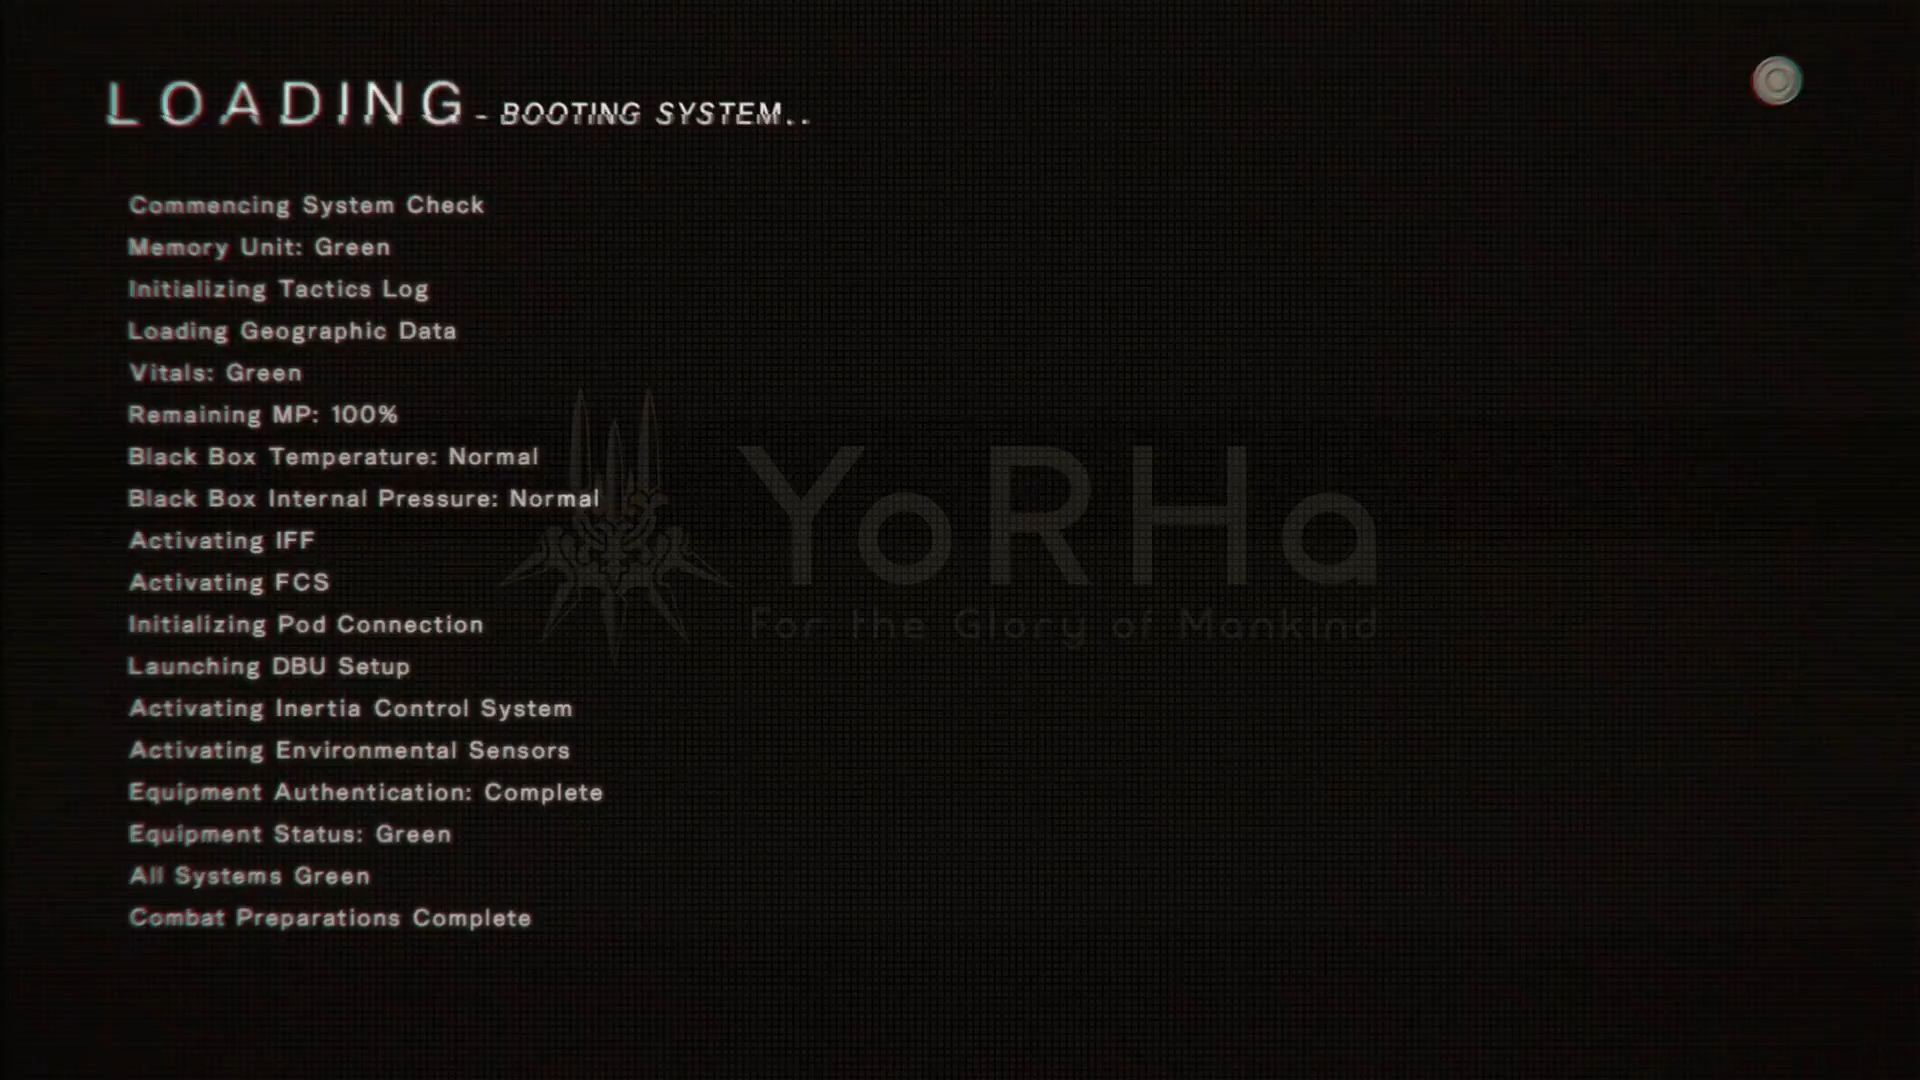 LOADING - BOOTING SYSTEM..
Commencing System Check
Memory Unit: Green
Initializing Tactics Log
Loading Geographic Data
Vitals: Green
Remaining MP: 100%
Black Box Temperature: Normal
Black Box Internal Pressure: Normal
Activating IFF
Activating FCS
Initializing Pod Connection
Launching DBU Setup
Activating Inertia Control System
Activating Environmental Sensors
Equipment Authentication: Complete
Equipment Status: Green
All Systems Green
Combat Preparations Complete
YoRHa
For the Glory of Mankind